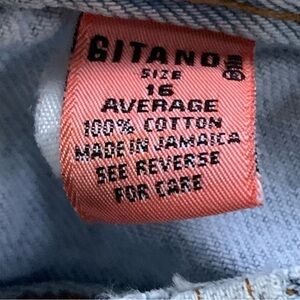 GITANO
SIZE
16
AVERAGE
100% COTTON
MADE IN JAMAICA
SEE REVERSE
FOR CARE